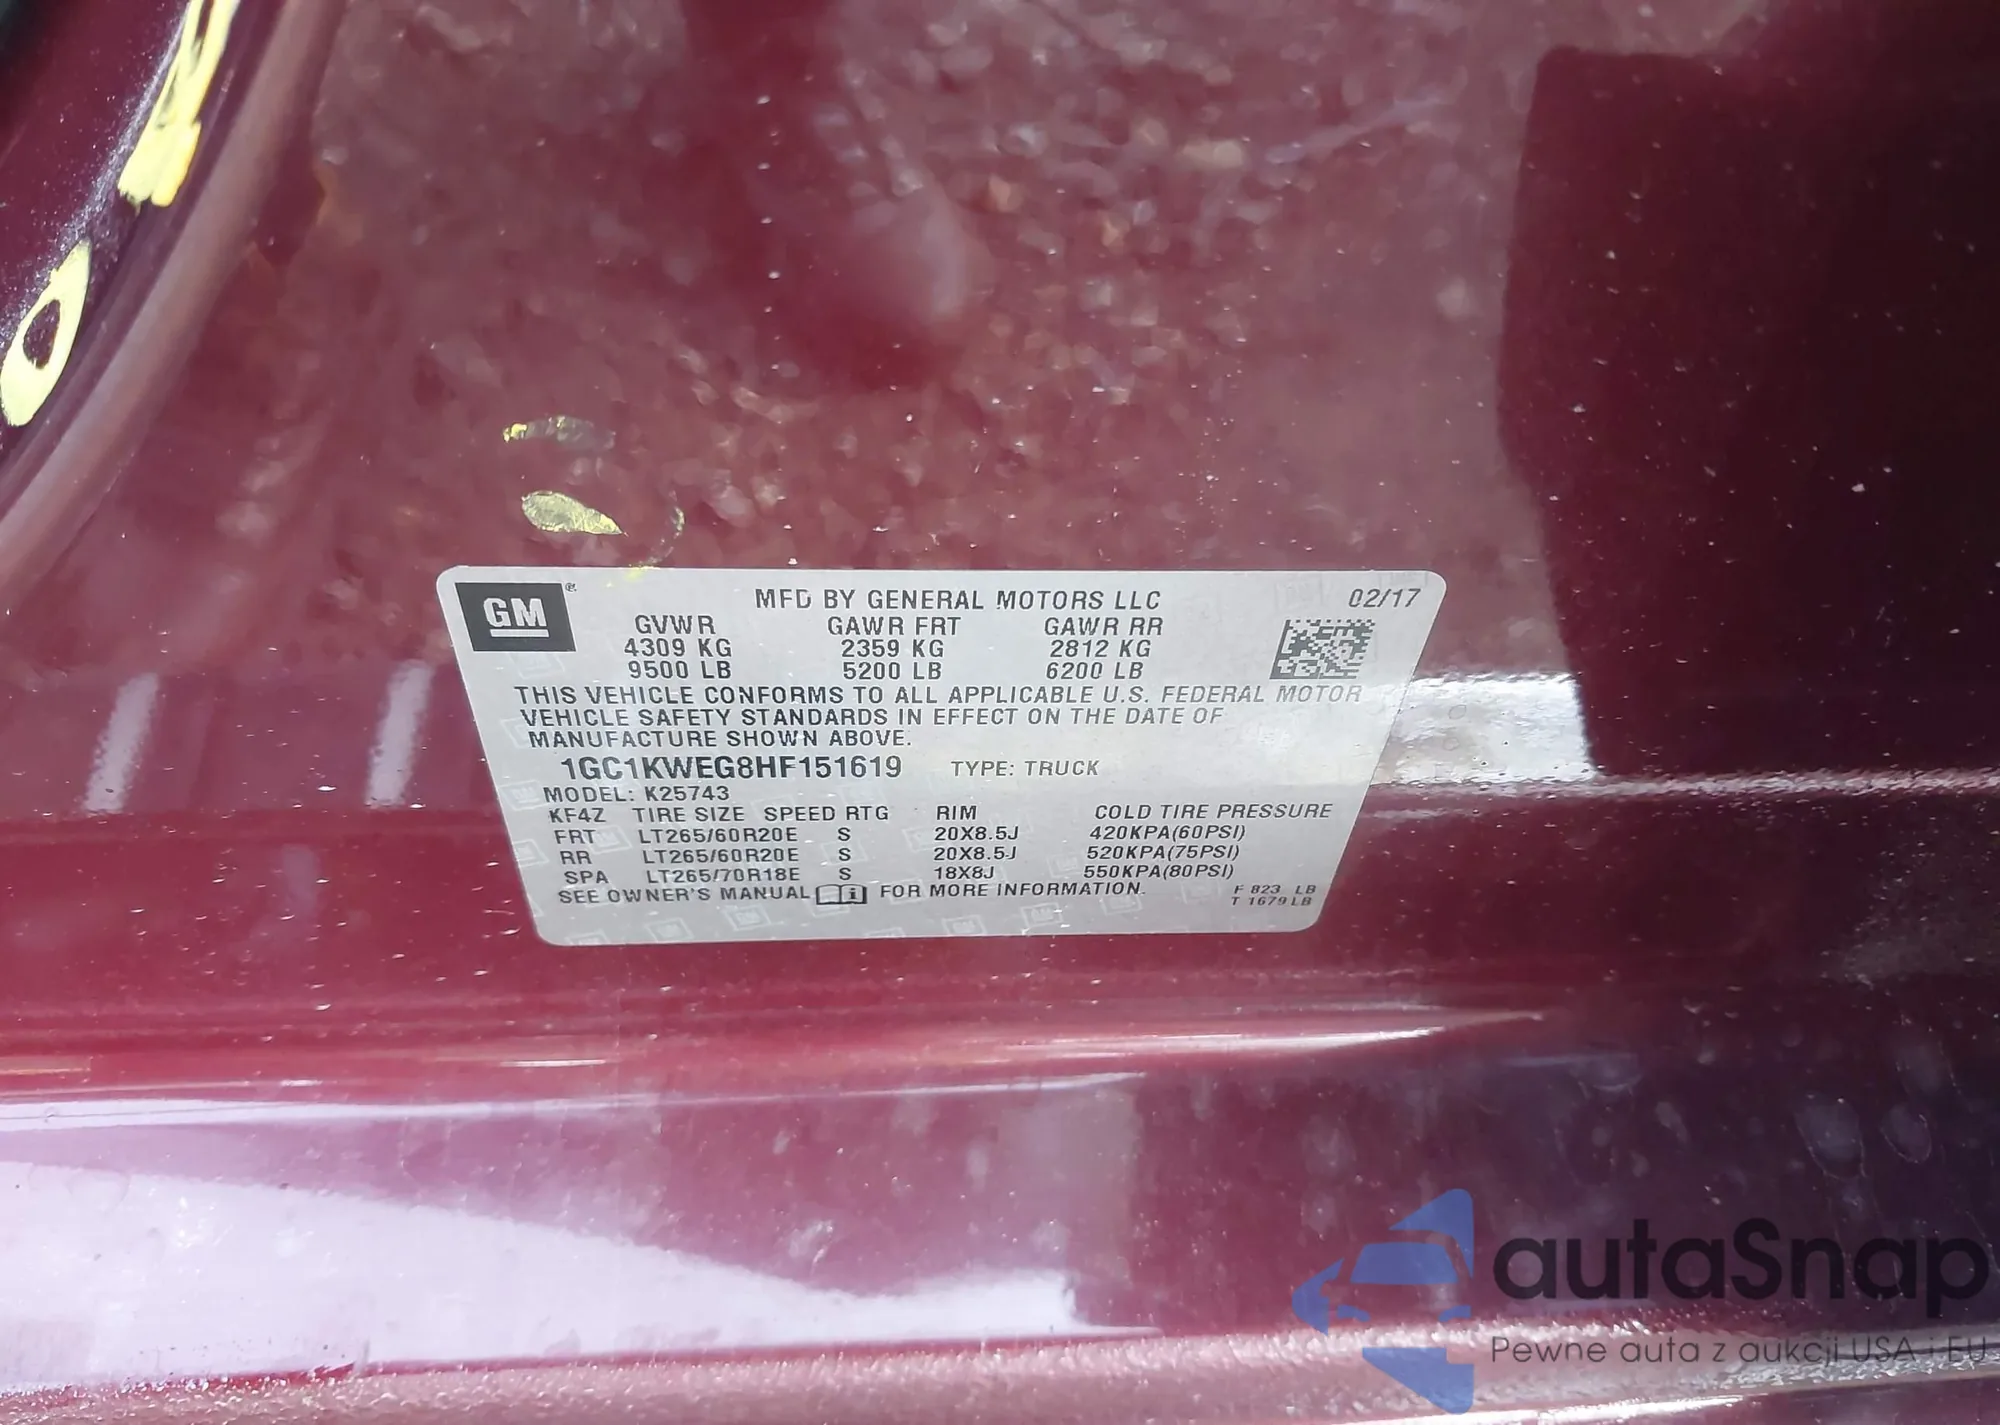 GM ® MFD BY GENERAL MOTORS LLC 02/17
GVWR GAWR FRT GAWR RR
4309 KG 2359 KG 2812 KG
9500 LB 5200 LB 6200 LB
THIS VEHICLE CONFORMS TO ALL APPLICABLE U.S. FEDERAL MOTOR
VEHICLE SAFETY STANDARDS IN EFFECT ON THE DATE OF
MANUFACTURE SHOWN ABOVE.
1GC1KWEG8HF151619 TYPE: TRUCK
MODEL: K25743
KF4Z TIRE SIZE SPEED RTG RIM COLD TIRE PRESSURE
FRT LT265/60R20E S 20X8.5J 420KPA(60PSI)
RR LT265/60R20E S 20X8.5J 520KPA(75PSI)
SPA LT265/70R18E S 18X8J 550KPA(80PSI)
SEE OWNER'S MANUAL i FOR MORE INFORMATION. F 823 LB
T 1679 LB
autaSnap
Pewne auta z aukcji USA i EU